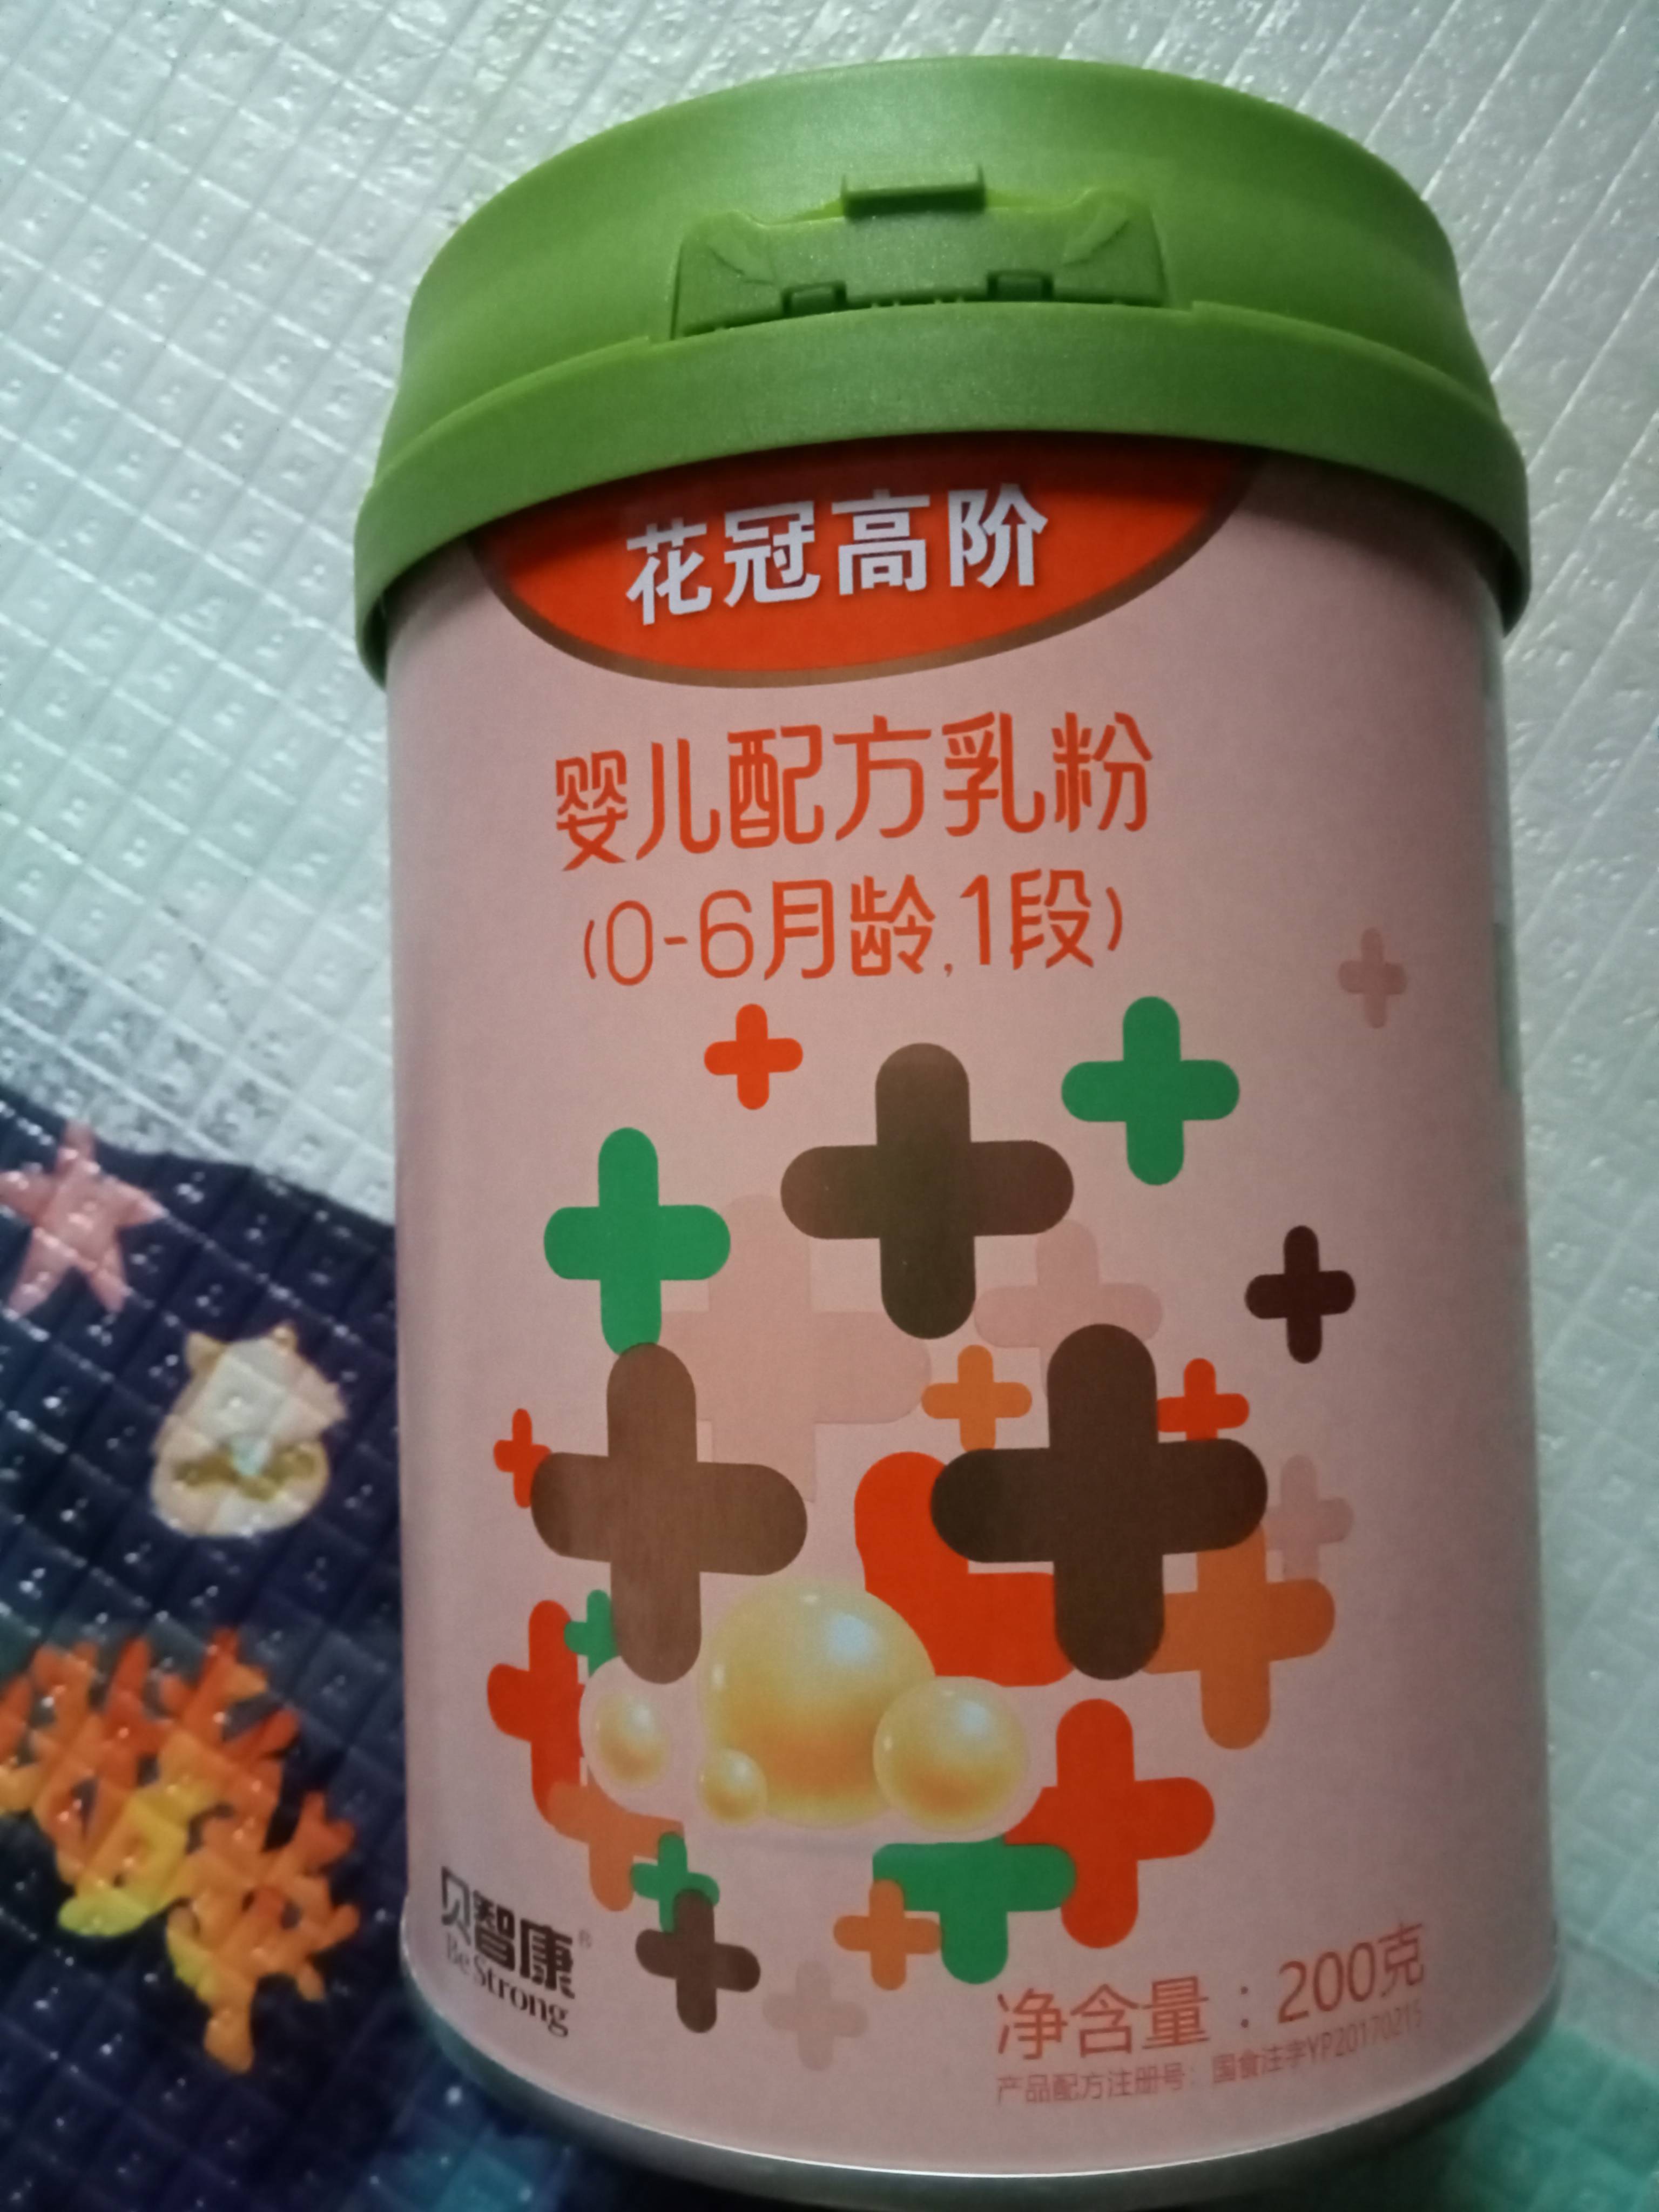 花冠高阶
婴儿配方乳粉
(0-6月龄,1段)
贝智康®
Be Strong
净含量：200克
产品配方注册号：国食注字YP20170215